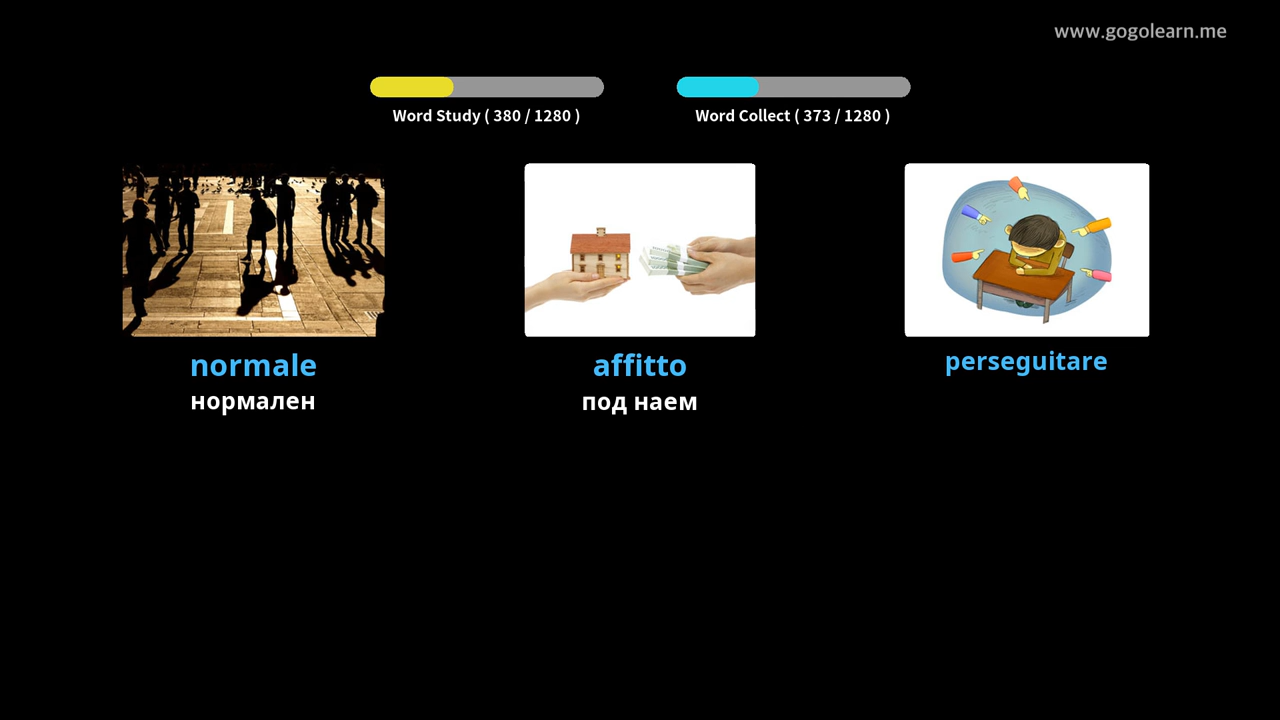 www.gogolearn.me
Word Study ( 380 / 1280 )
Word Collect ( 373 / 1280 )
normale
нормален
affitto
под наем
perseguitare